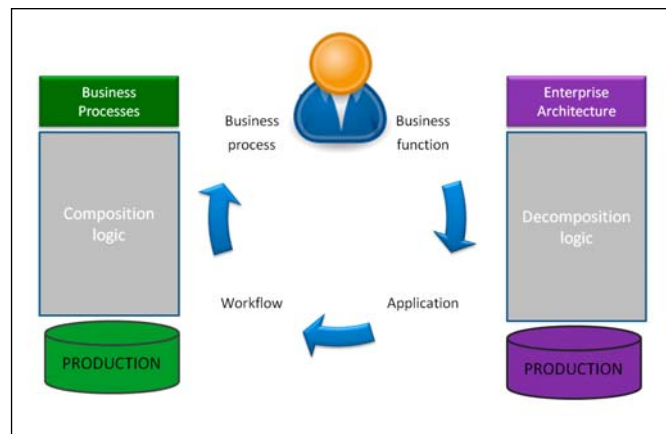 Business
Processes
Composition
logic
PRODUCTION
Business
process
Business
function
Workflow
Application
Enterprise
Architecture
Decomposition
logic
PRODUCTION